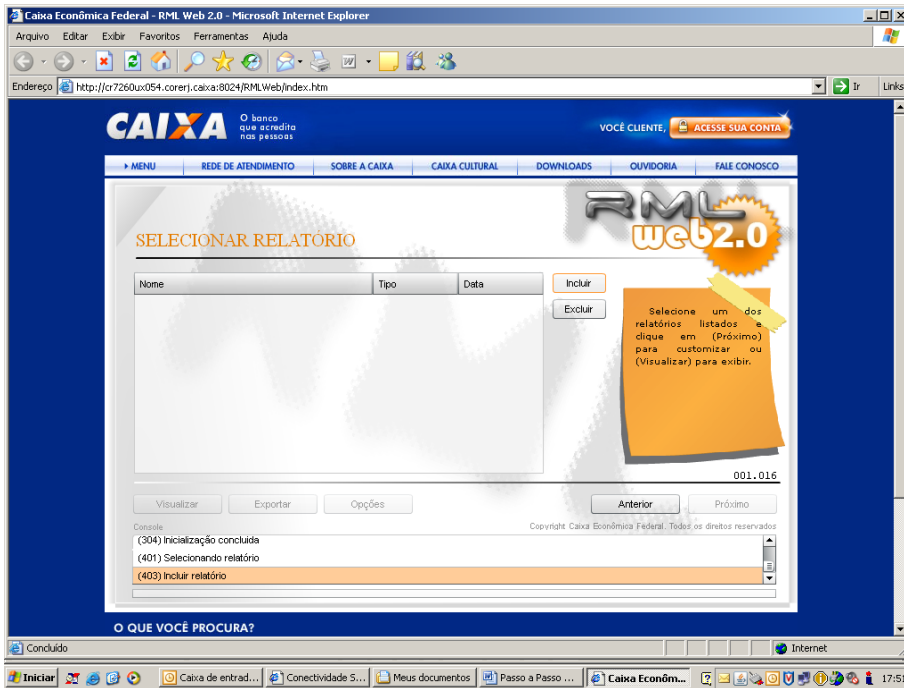 Caixa Econômica Federal - RML Web 2.0 - Microsoft Internet Explorer
Arquivo Editar Exibir Favoritos Ferramentas Ajuda
Endereço http://cr7260ux054.corerj.caixa:8024/RMLWeb/index.htm Ir Links
CAIXA
O banco
que acredita
nas pessoas
VOCÊ CLIENTE, ACESSE SUA CONTA
MENU REDE DE ATENDIMENTO SOBRE A CAIXA CAIXA CULTURAL DOWNLOADS OUVIDORIA FALE CONOSCO
RML
web2.0
SELECIONAR RELATÓRIO
Nome Tipo Data
Incluir
Excluir
Selecione um dos
relatórios listados e
clique em (Próximo)
para customizar ou
(Visualizar) para exibir.
001.016
Visualizar Exportar Opções Anterior Próximo
Console Copyright Caixa Econômica Federal. Todos os direitos reservados
(304) Inicialização concluida
(401) Selecionando relatório
(403) Incluir relatório
O QUE VOCÊ PROCURA?
Concluído Internet
Iniciar Caixa de entrad... Conectividade S... Meus documentos Passo a Passo ... Caixa Econôm... 17:51